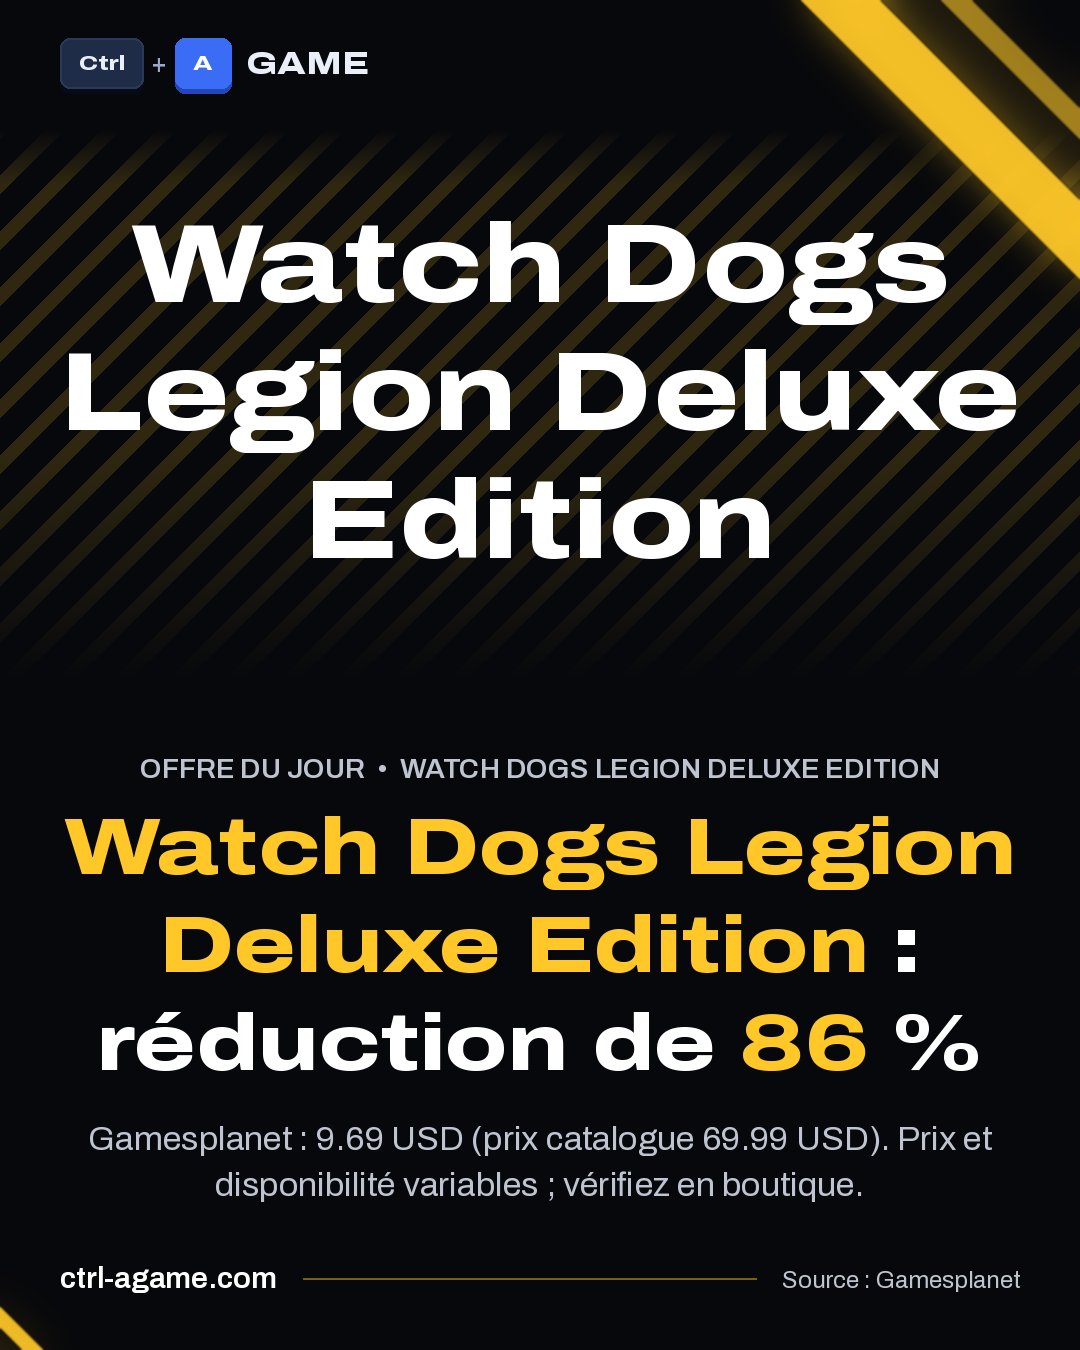 Ctrl + A GAME
Watch Dogs
Legion Deluxe
Edition
OFFRE DU JOUR • WATCH DOGS LEGION DELUXE EDITION
Watch Dogs Legion
Deluxe Edition :
réduction de 86 %
Gamesplanet : 9.69 USD (prix catalogue 69.99 USD). Prix et
disponibilité variables ; vérifiez en boutique.
ctrl-agame.com
Source : Gamesplanet